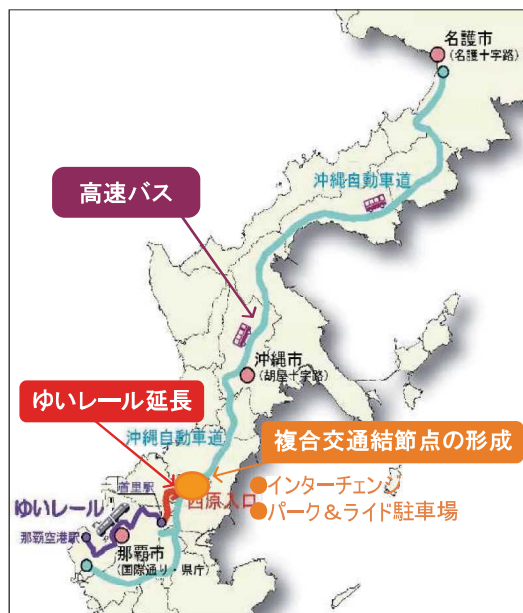 名護市
(名護十字路)
沖縄自動車道
高速バス
沖縄市
(胡屋十字路)
ゆいレール延長
沖縄自動車道
複合交通結節点の形成
首里駅
西原入口
●インターチェンジ
●パーク&ライド駐車場
ゆいレール
那覇空港駅
那覇市
(国際通り・県庁)